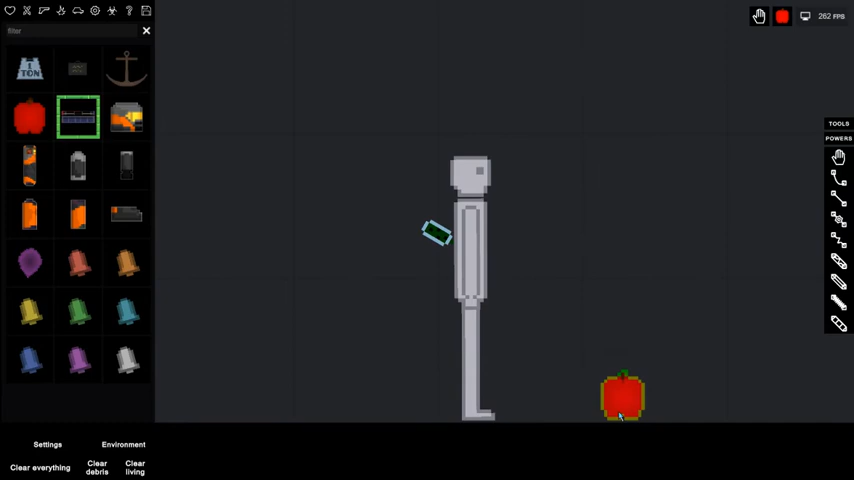 262 FPS
filter
1
TON
TOOLS
POWERS
Settings
Environment
Clear everything
Clear
debris
Clear
living